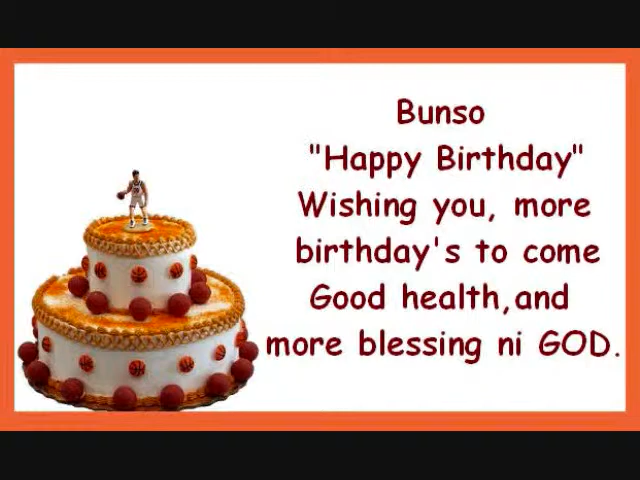 Bunso
"Happy Birthday"
Wishing you, more
birthday's to come
Good health,and
more blessing ni GOD.